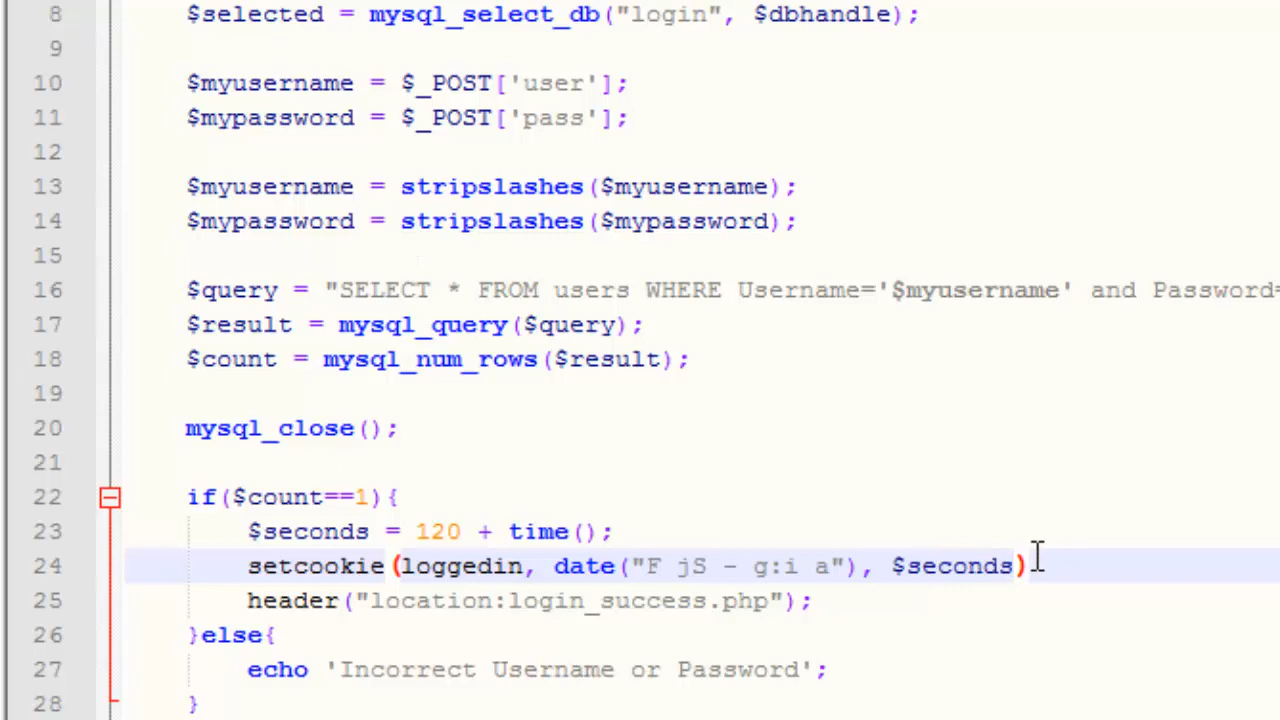 8 $selected = mysql_select_db("login", $dbhandle);
9
10 $myusername = $_POST['user'];
11 $mypassword = $_POST['pass'];
12
13 $myusername = stripslashes($myusername);
14 $mypassword = stripslashes($mypassword);
15
16 $query = "SELECT * FROM users WHERE Username='$myusername' and Password=
17 $result = mysql_query($query);
18 $count = mysql_num_rows($result);
19
20 mysql_close();
21
22 if($count==1){
23 $seconds = 120 + time();
24 setcookie(loggedin, date("F jS - g:i a"), $seconds)
25 header("location:login_success.php");
26 }else{
27 echo 'Incorrect Username or Password';
28 }